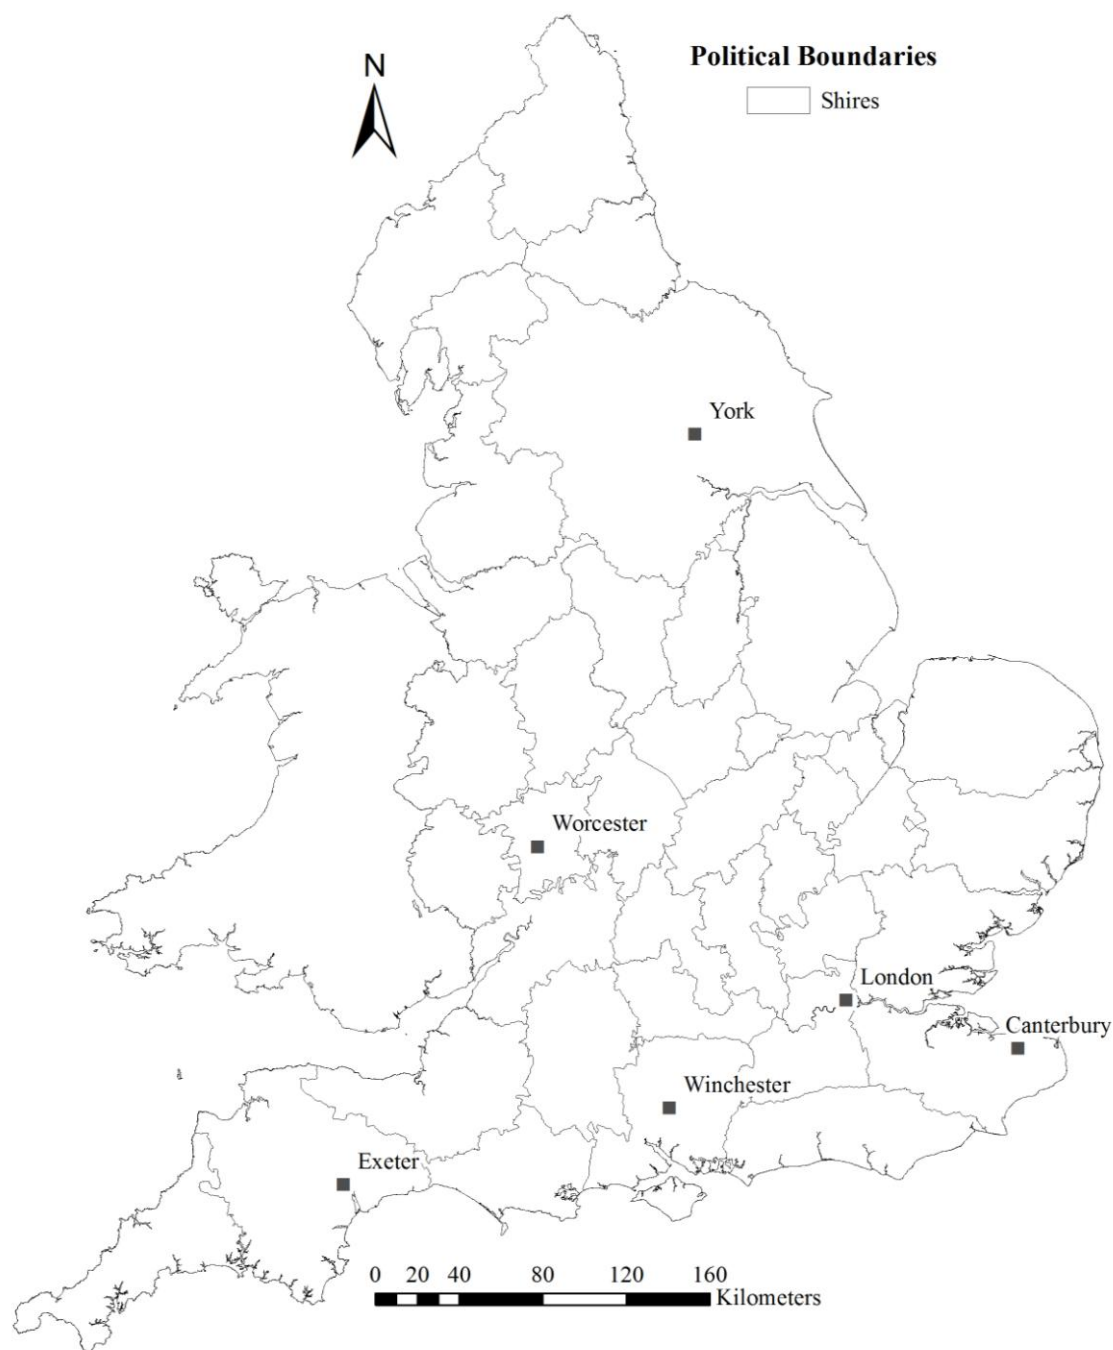 Political Boundaries
N
Shires
York
Worcester
London
Canterbury
Winchester
Exeter
0 20 40 80 120 160
Kilometers